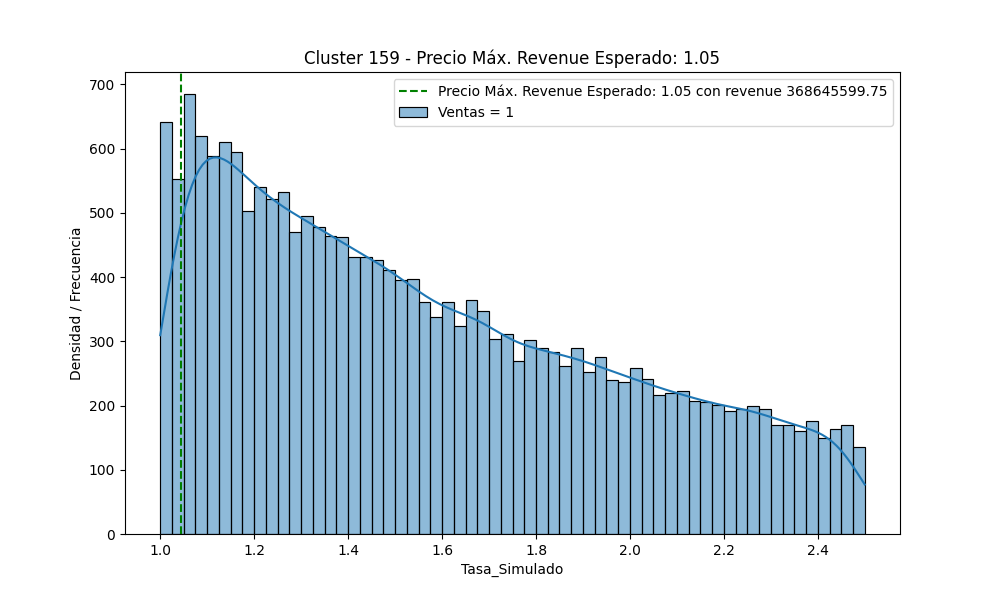 Cluster 159 - Precio Máx. Revenue Esperado: 1.05
Precio Máx. Revenue Esperado: 1.05 con revenue 368645599.75
Ventas = 1
Densidad / Frecuencia
700
600
500
400
300
200
100
0
1.0 1.2 1.4 1.6 1.8 2.0 2.2 2.4
Tasa_Simulado